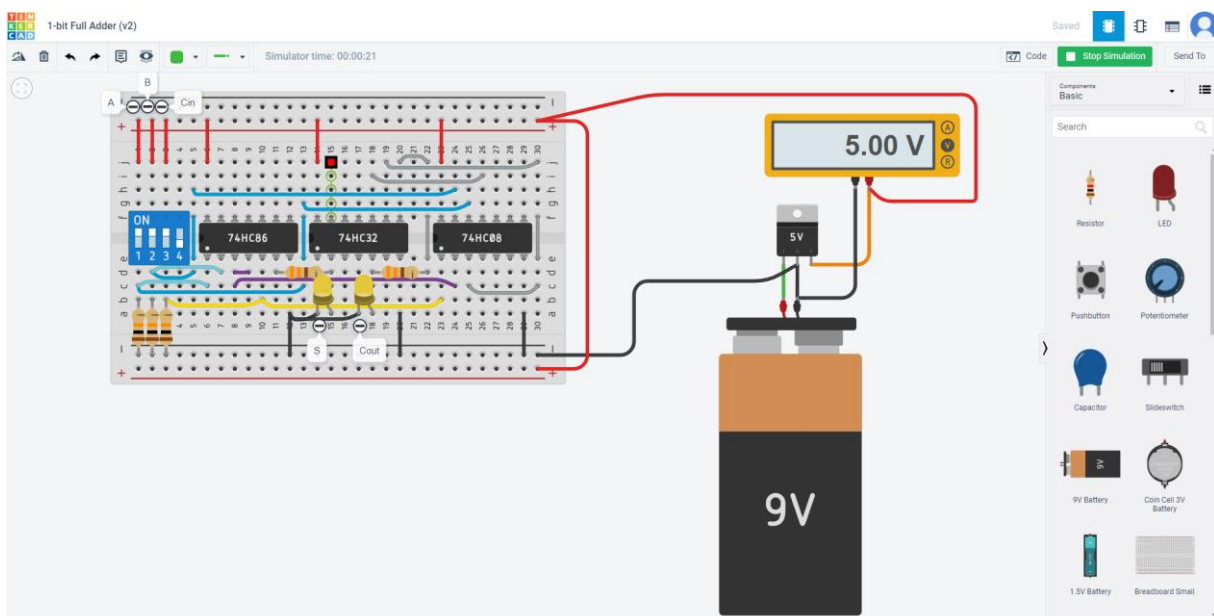 TIN
KER
CAD
1-bit Full Adder (v2)
Saved
Simulator time: 00:00:21
Code
Stop Simulation
Send To
Components
Basic
Search
Resistor
LED
Pushbutton
Potentiometer
Capacitor
Slideswitch
9V
9V Battery
Coin Cell 3V
Battery
1.5V Battery
Breadboard Small
B
A
Cin
5.00 V
A
V
R
5V
ON
1 2 3 4
74HC86
74HC32
74HC08
S
Cout
9V